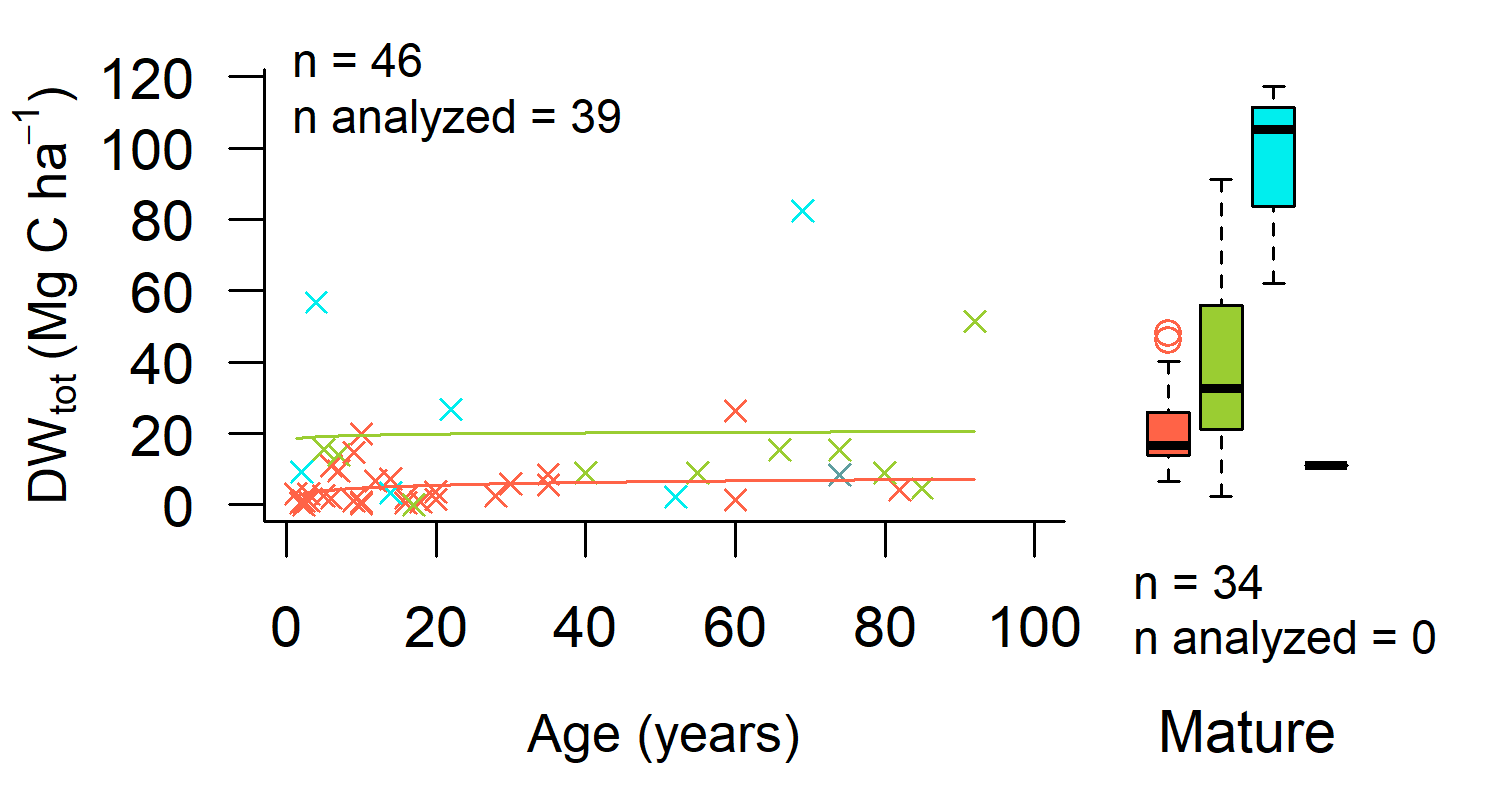 n = 46
n analyzed = 39
DWtot (Mg C ha−1)
120
100
80
60
40
20
0
0 20 40 60 80 100
Age (years)
n = 34
n analyzed = 0
Mature